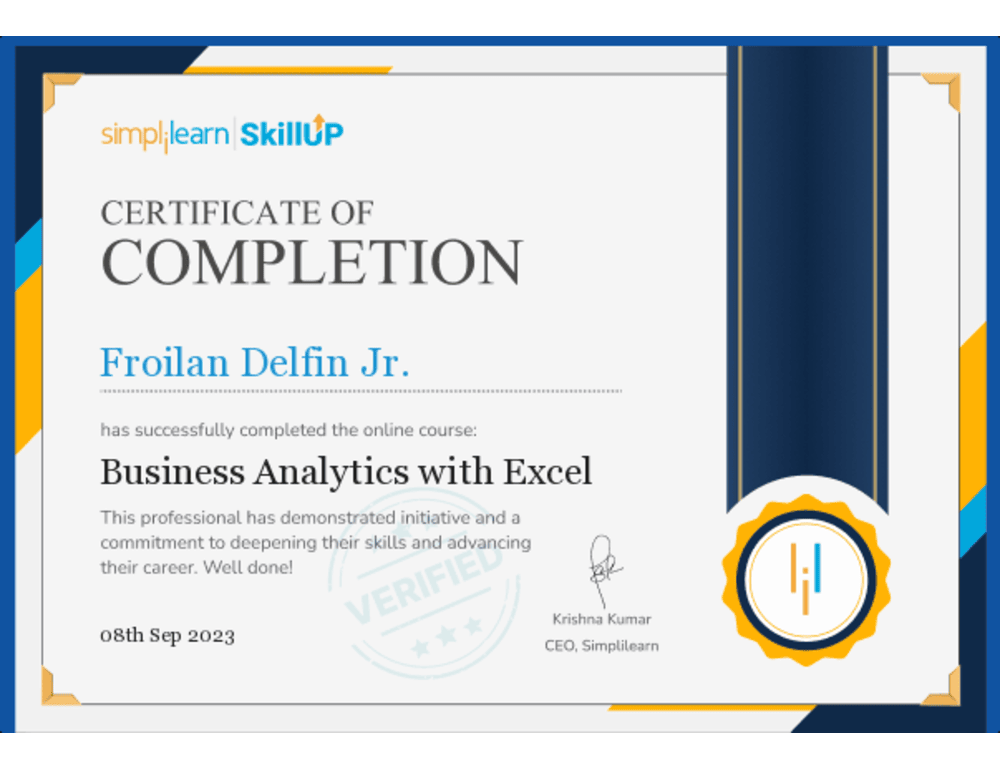 simplilearn | SkillUP
CERTIFICATE OF
COMPLETION
Froilan Delfin Jr.
has successfully completed the online course:
Business Analytics with Excel
This professional has demonstrated initiative and a
commitment to deepening their skills and advancing
their career. Well done!
VERIFIED
08th Sep 2023
Krishna Kumar
CEO, Simplilearn